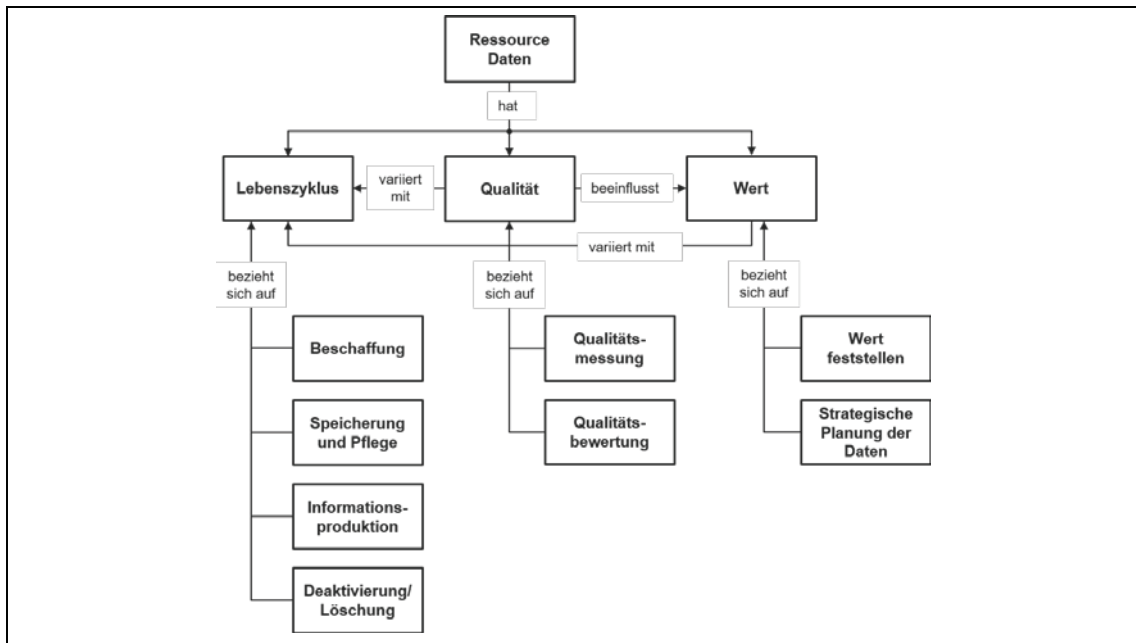 Ressource
Daten
hat
Lebenszyklus
variiert
mit
Qualität
beeinflusst
Wert
variiert mit
bezieht
sich auf
bezieht
sich auf
bezieht
sich auf
Beschaffung
Qualitäts-
messung
Wert
feststellen
Speicherung
und Pflege
Qualitäts-
bewertung
Strategische
Planung der
Daten
Informations-
produktion
Deaktivierung/
Löschung